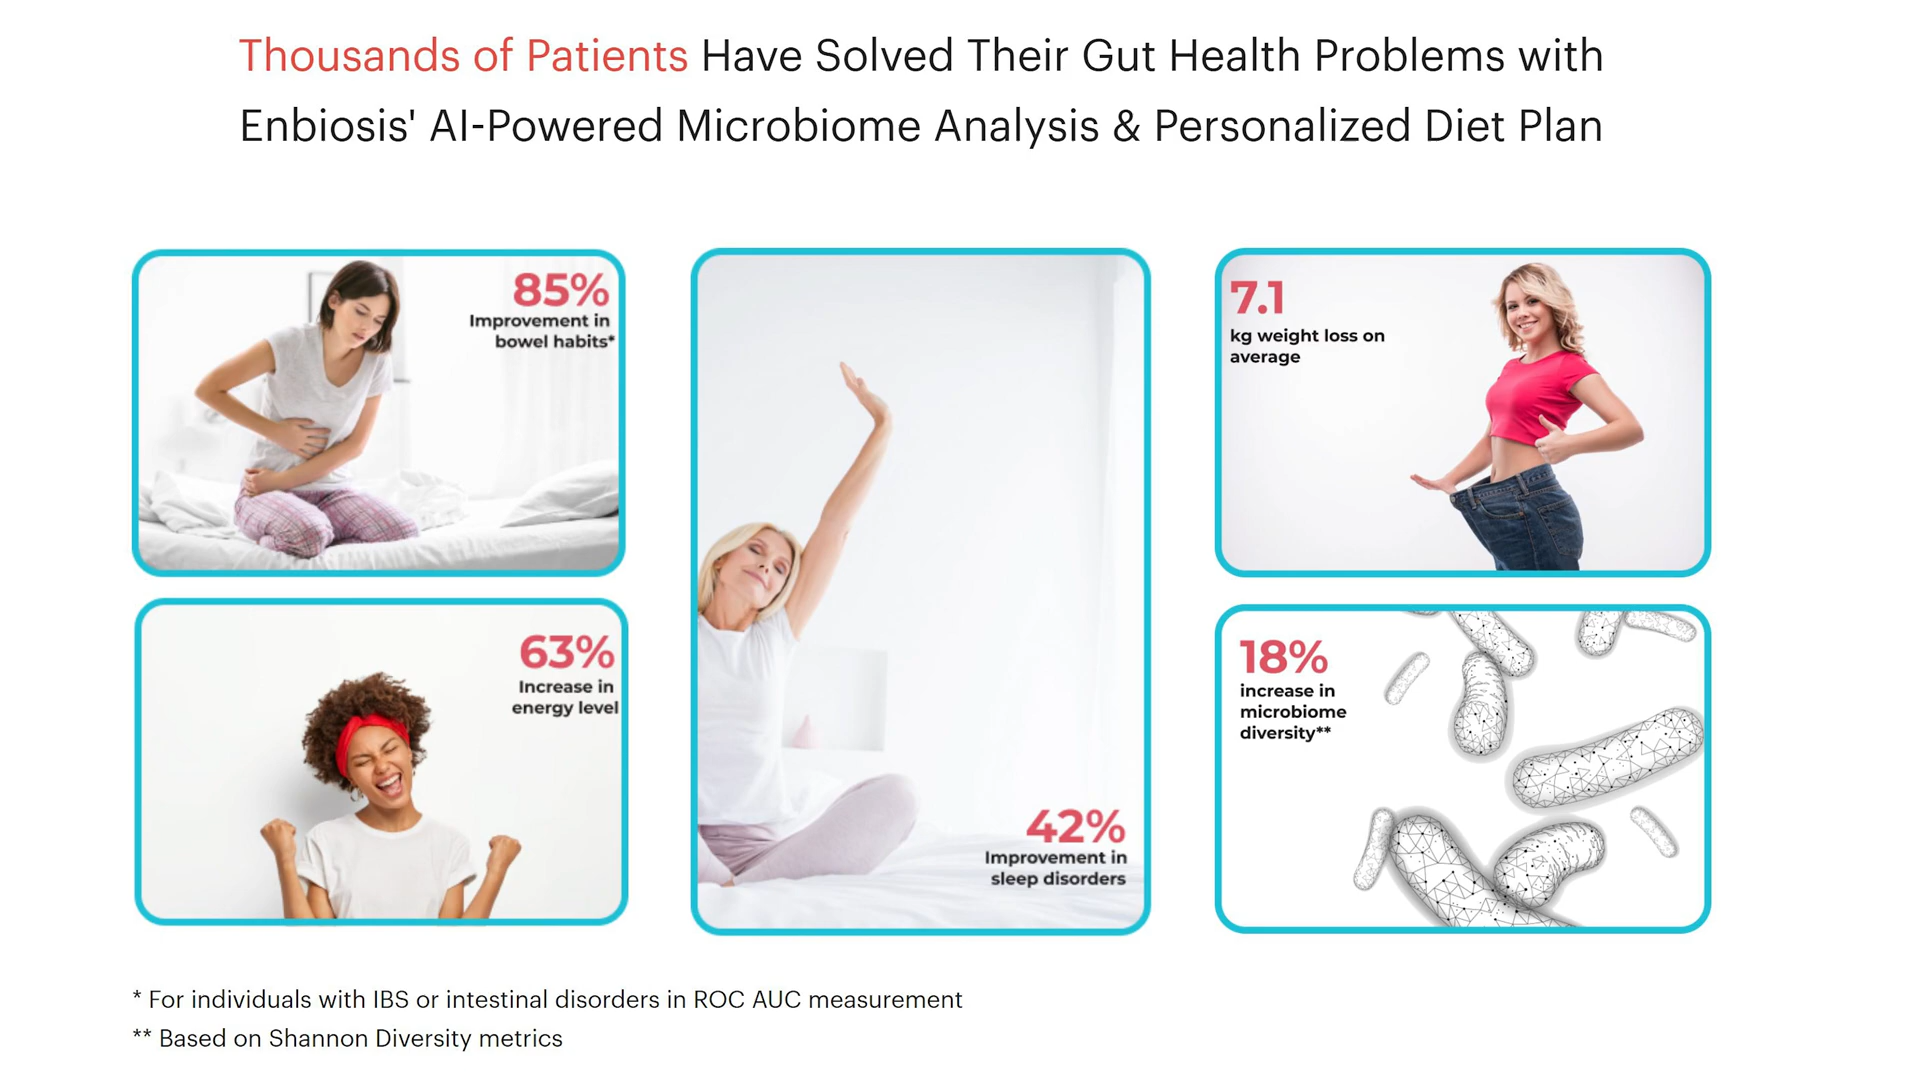 Thousands of Patients Have Solved Their Gut Health Problems with
Enbiosis' AI-Powered Microbiome Analysis & Personalized Diet Plan
85%
Improvement in
bowel habits*
63%
Increase in
energy level
42%
Improvement in
sleep disorders
7.1
kg weight loss on
average
18%
increase in
microbiome
diversity**
* For individuals with IBS or intestinal disorders in ROC AUC measurement
** Based on Shannon Diversity metrics